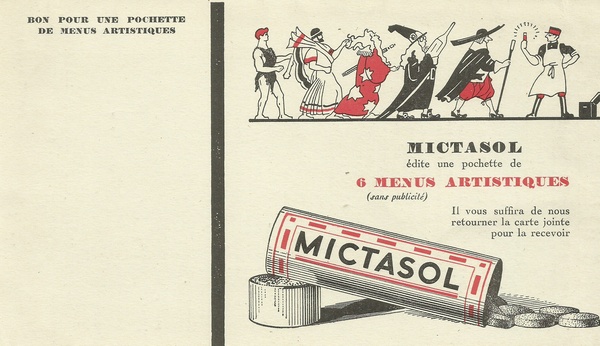 BON POUR UNE POCHETTE
DE MENUS ARTISTIQUES
MICTASOL
édite une pochette de
6 MENUS ARTISTIQUES
(sans publicité)
Il vous suffira de nous
retourner la carte jointe
pour la recevoir
MICTASOL